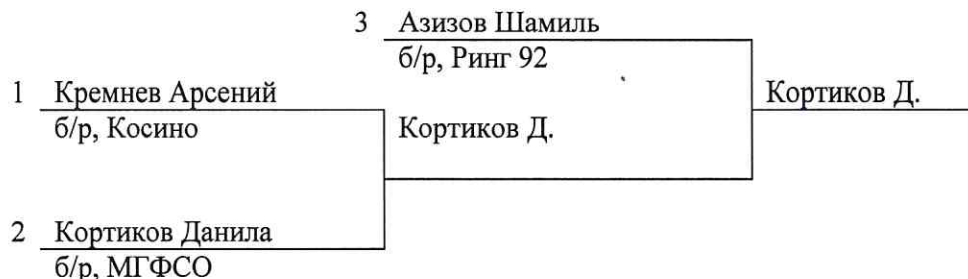 3 Азизов Шамиль
б/р, Ринг 92
1 Кремнев Арсений
Кортиков Д.
б/р, Косино
Кортиков Д.
2 Кортиков Данила
б/р, МГФСО